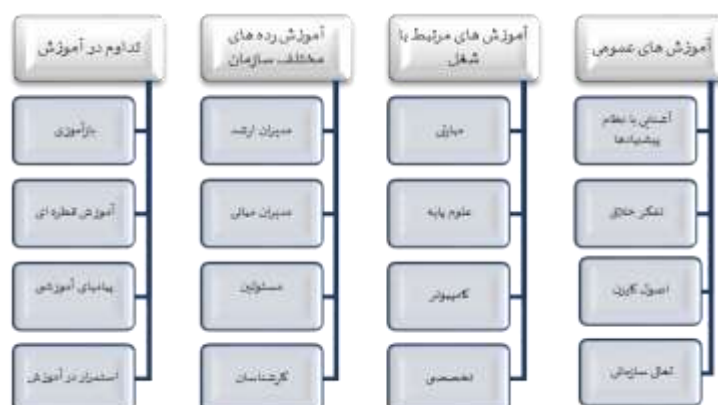 آموزش های عمومی
آشنایی با نظام
پیشنهادها
تفکر خلاق
اصول کایزن
تعالی سازمانی
آموزش های مرتبط با
شغل
مهارتی
علوم پایه
کامپیوتر
تخصصی
آموزش رده های
مختلف سازمان
مدیران ارشد
مدیران میانی
مسئولین
کارشناسان
تداوم در آموزش
بازآموزی
آموزش قطره ای
پیامهای آموزشی
استمرار در آموزش